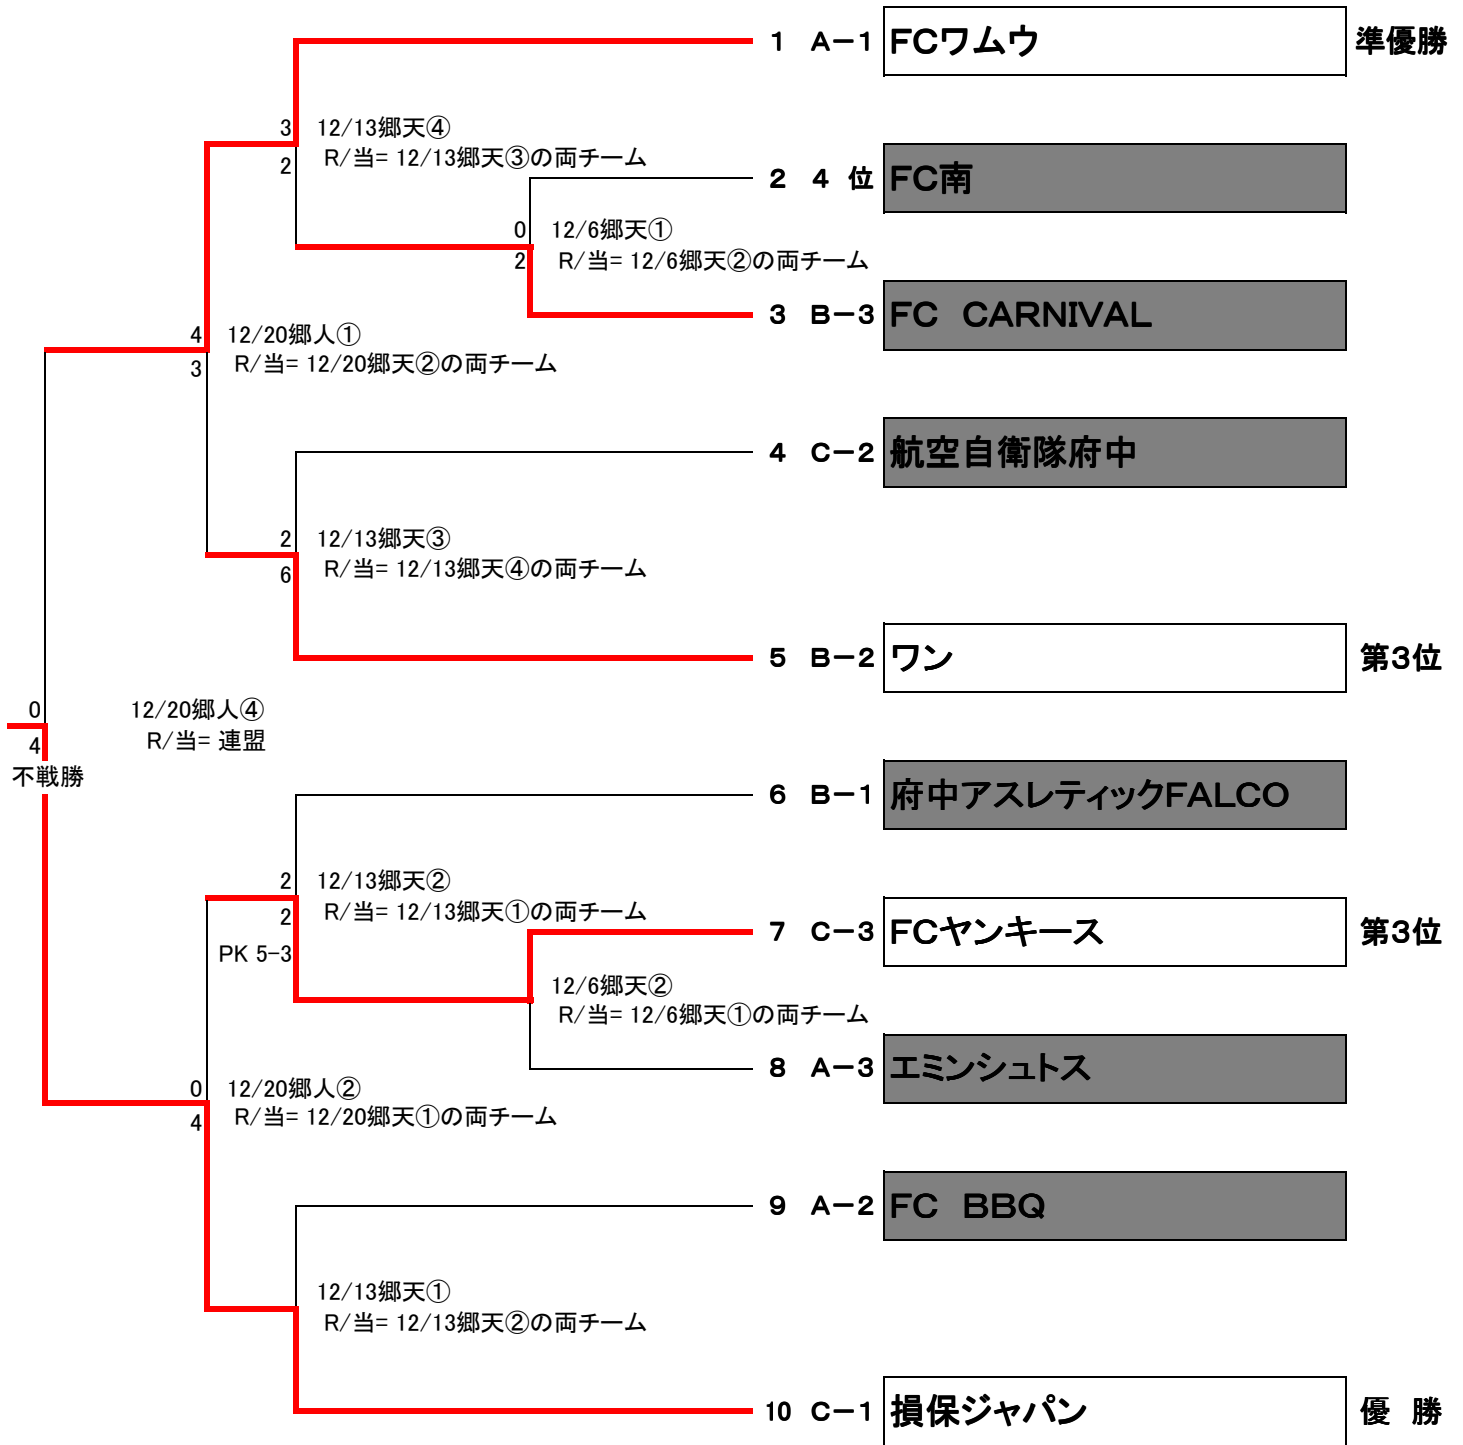 1 A－1 FCワムウ 準優勝
3 12/13郷天④
2 R/当= 12/13郷天③の両チーム
2 4 位 FC南
0 12/6郷天①
2 R/当= 12/6郷天②の両チーム
3 B－3 FC　CARNIVAL
4 12/20郷人①
3 R/当= 12/20郷天②の両チーム
4 C－2 航空自衛隊府中
2 12/13郷天③
6 R/当= 12/13郷天④の両チーム
5 B－2 ワン 第3位
0 12/20郷人④
4 R/当= 連盟
不戦勝
6 B－1 府中アスレティックFALCO
2 12/13郷天②
2 R/当= 12/13郷天①の両チーム
7 C－3 FCヤンキース 第3位
PK 5-3
12/6郷天②
R/当= 12/6郷天①の両チーム
8 A－3 エミンシュトス
0 12/20郷人②
4 R/当= 12/20郷天①の両チーム
9 A－2 FC　BBQ
12/13郷天①
R/当= 12/13郷天②の両チーム
10 C－1 損保ジャパン 優　勝